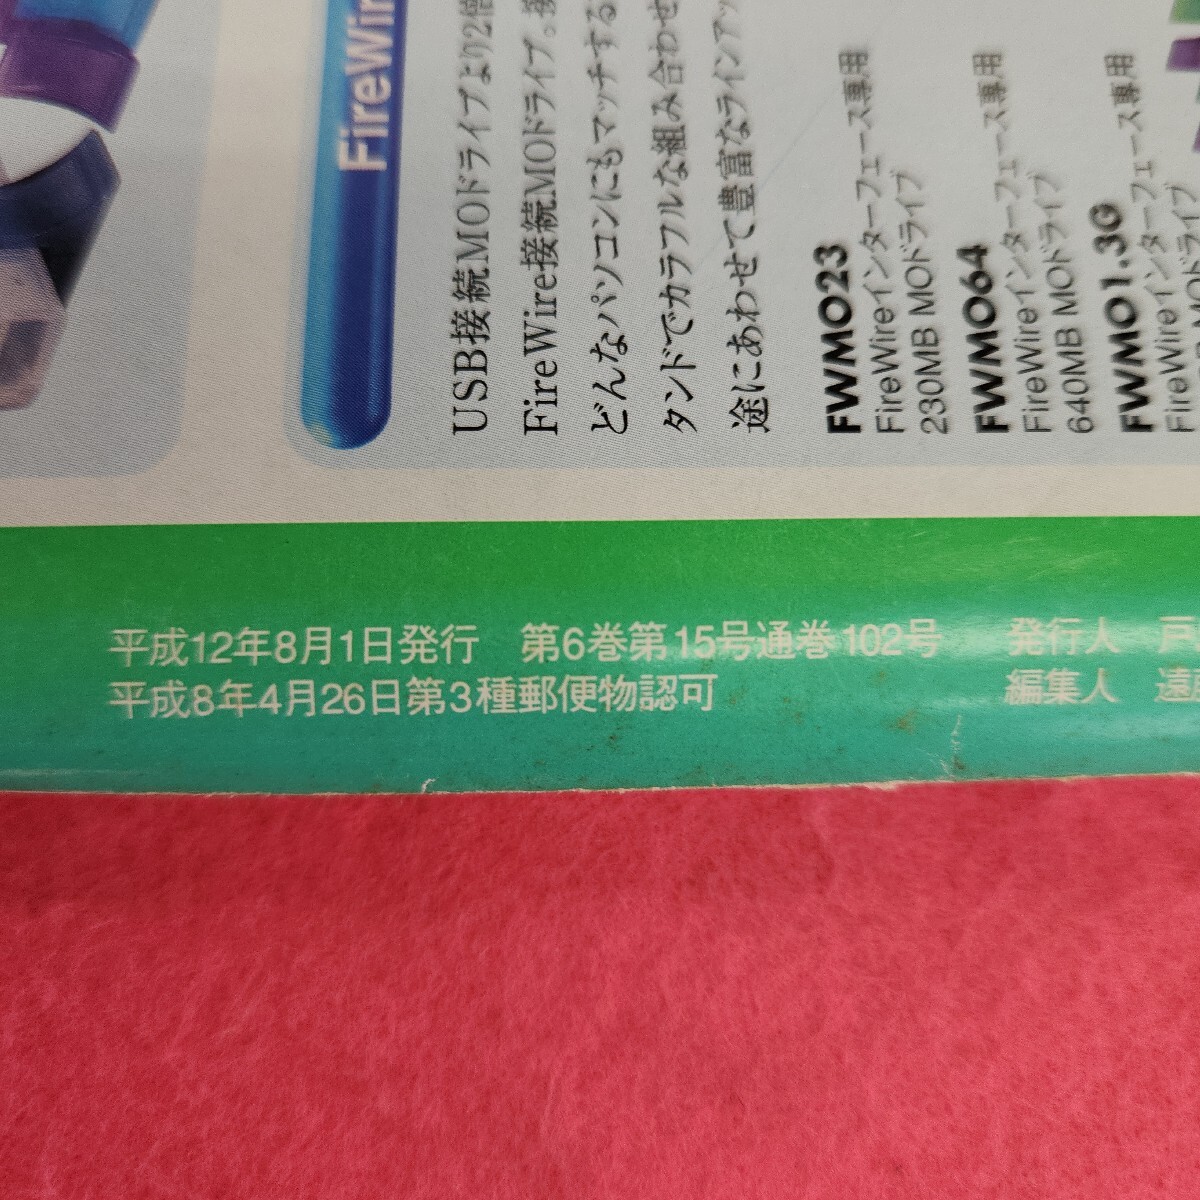 FireWir
USB接続MOドライブより2倍
FireWire接続MOドライブ。接
どんなパソコンにもマッチする
タンドでカラフルな組み合わせ
途にあわせて豊富なラインアッ
FWMO23
FireWireインターフェース専用
230MB MOドライブ
FWMO64
FireWireインターフェース専用
640MB MOドライブ
FWMO1.3G
FireWireインターフェース専用
平成12年8月1日発行 第6巻第15号通巻102号 発行人 戸
平成8年4月26日第3種郵便物認可 編集人 遠